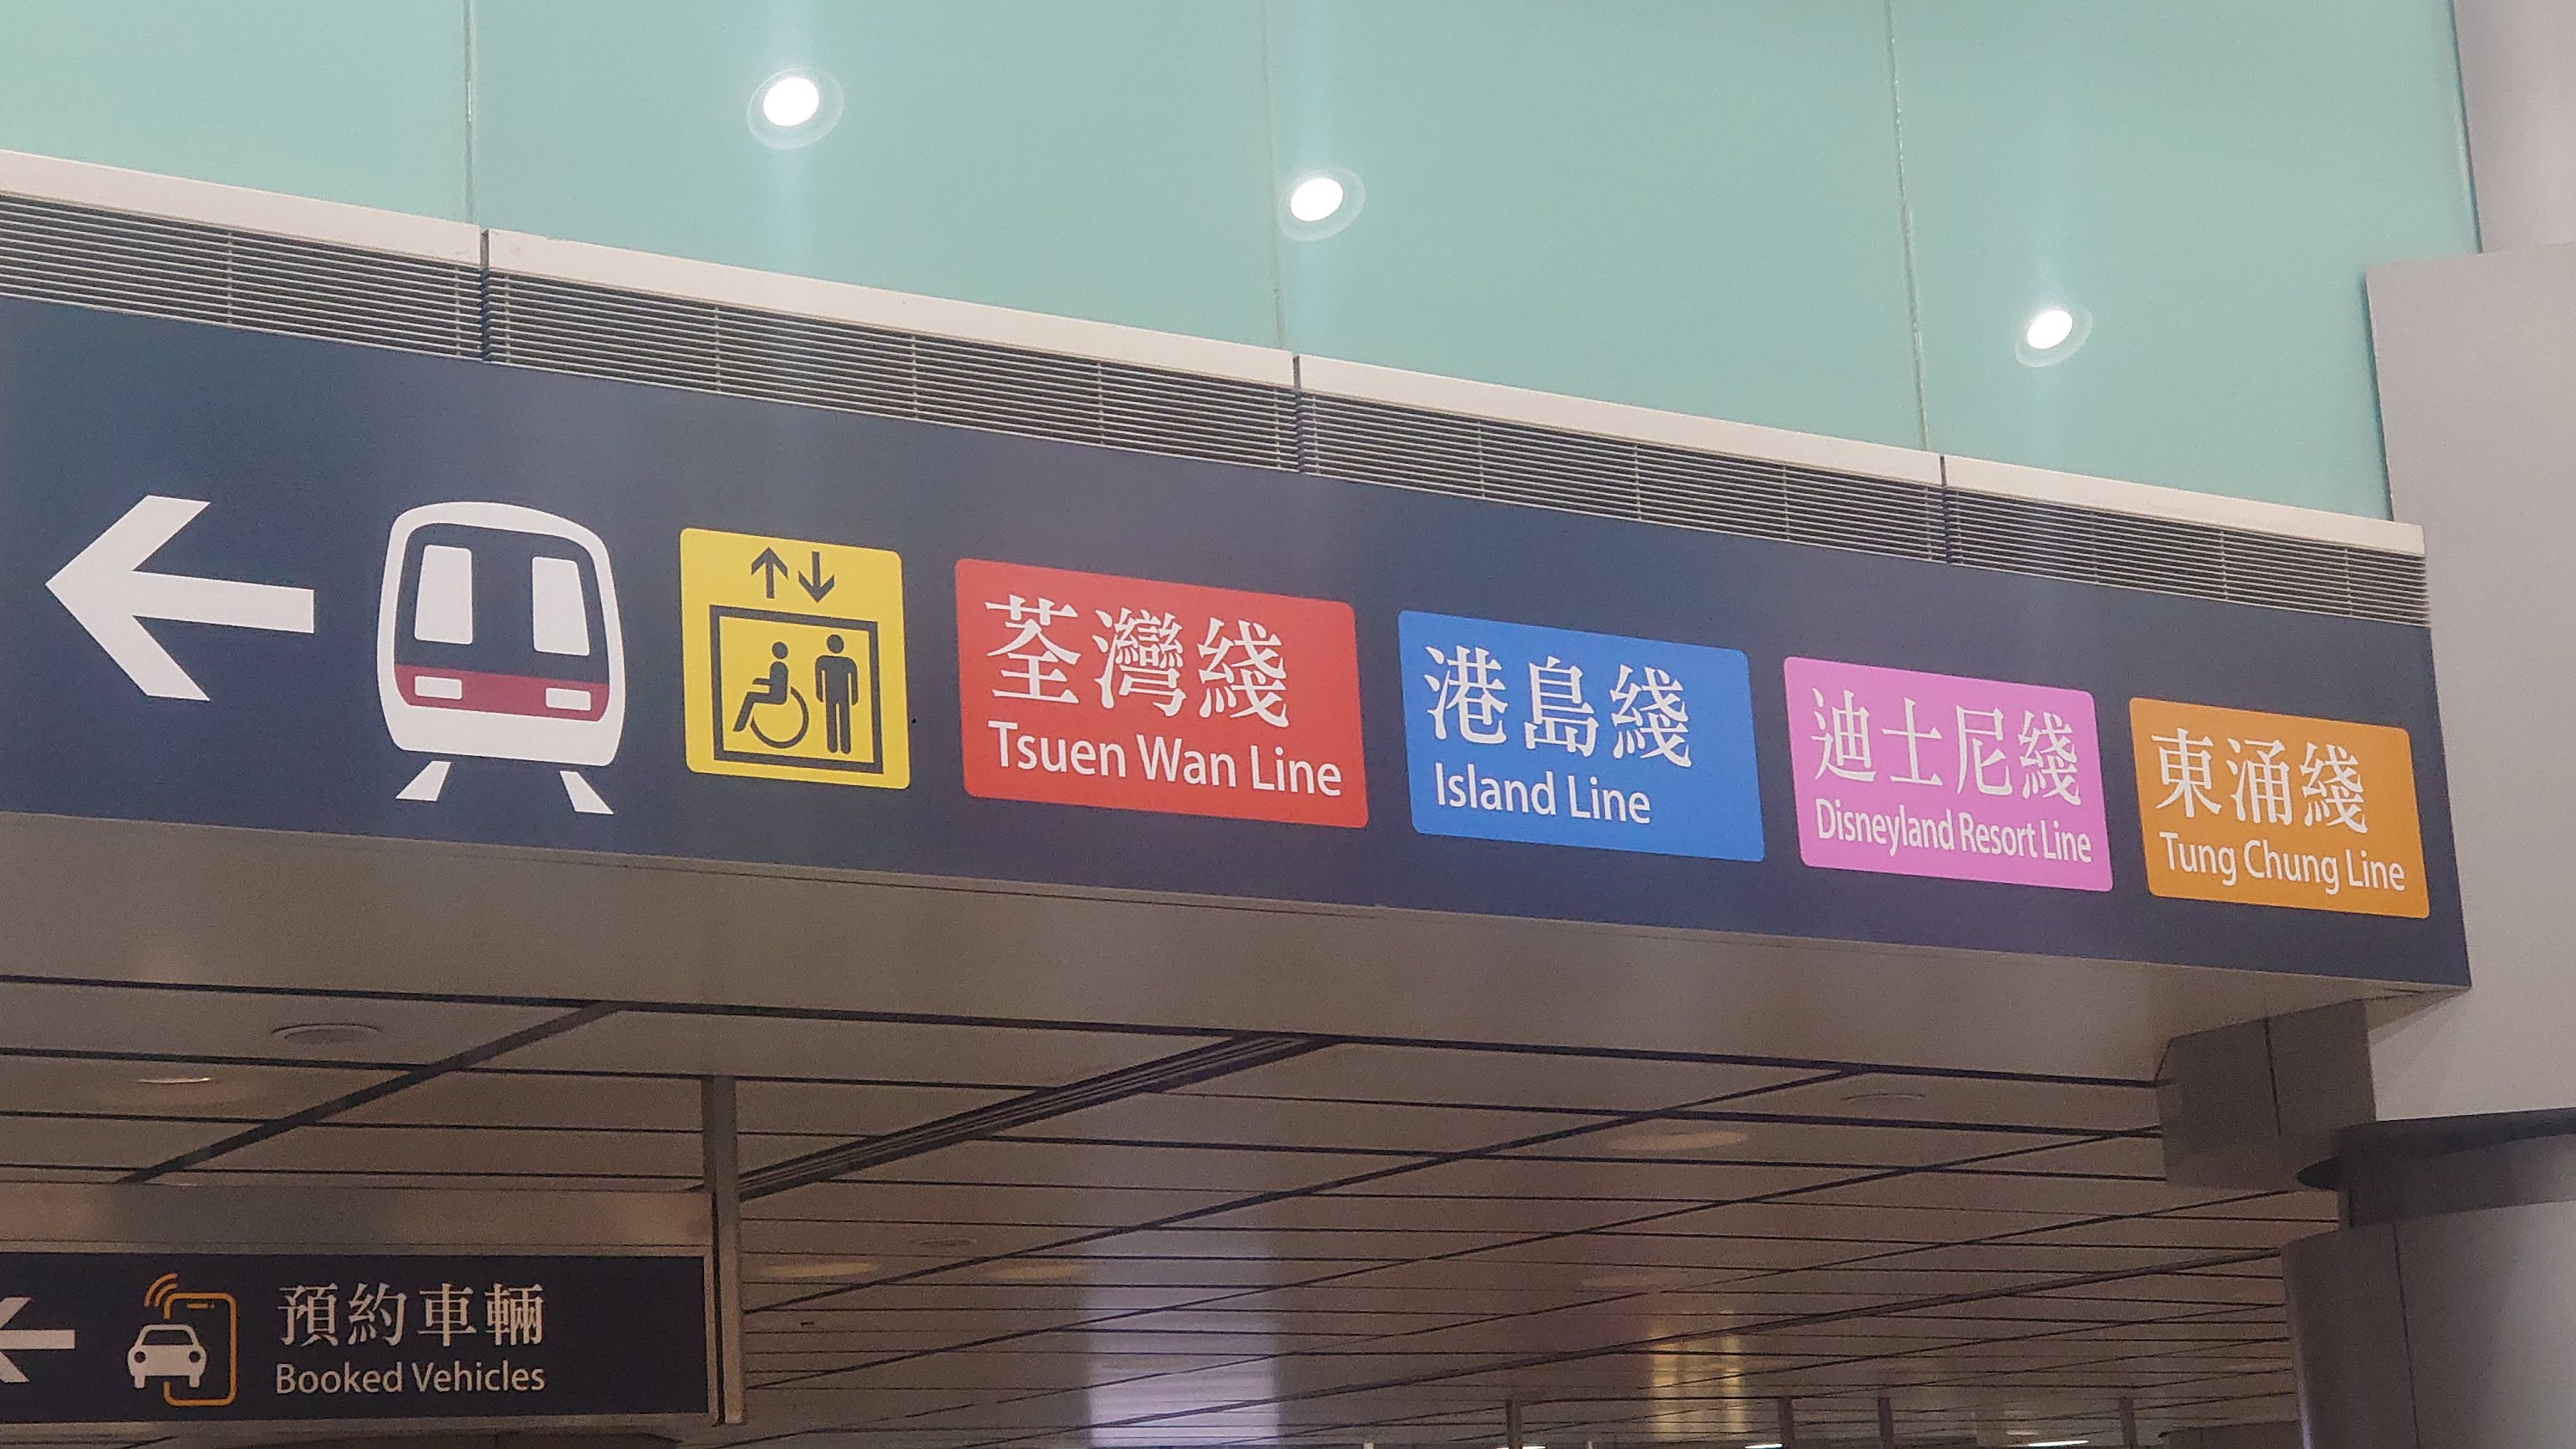 荃灣綫
Tsuen Wan Line
港島綫
Island Line
迪士尼綫
Disneyland Resort Line
東涌綫
Tung Chung Line
預約車輛
Booked Vehicles